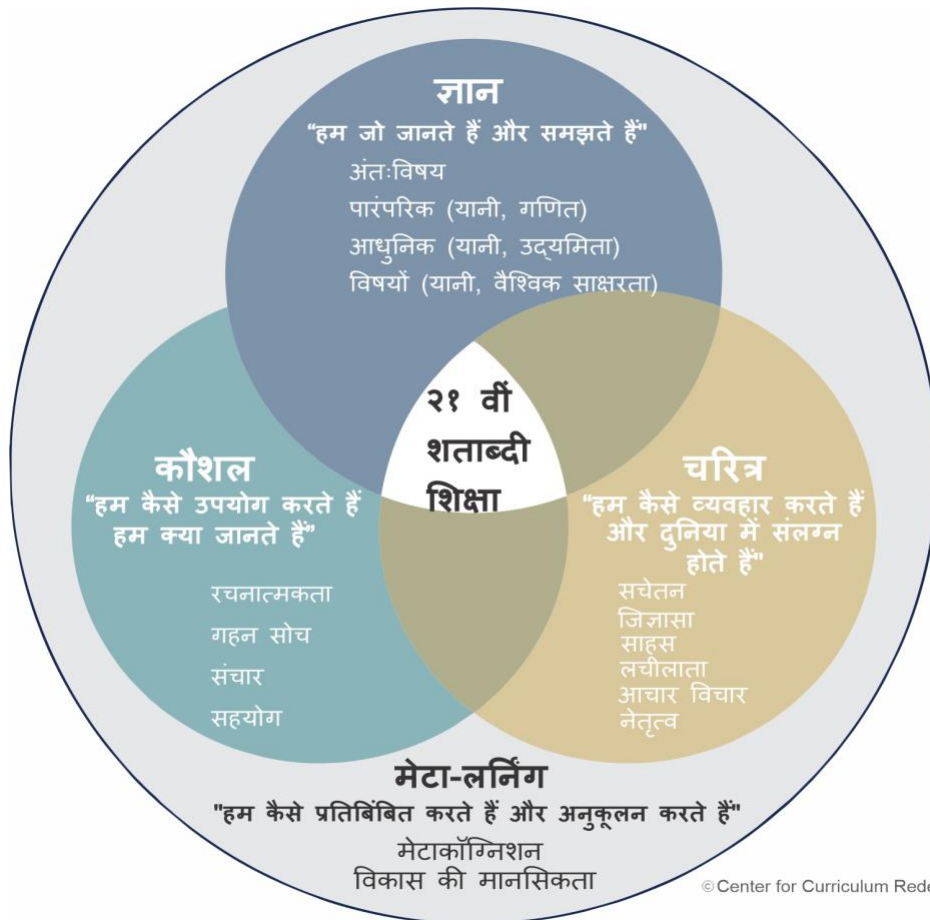 ज्ञान
“हम जो जानते हैं और समझते हैं"
अंतःविषय
पारंपरिक (यानी, गणित)
आधुनिक (यानी, उद्यमिता)
विषयों (यानी, वैश्विक साक्षरता)
२१ वीं
शताब्दी
शिक्षा
कौशल
“हम कैसे उपयोग करते हैं
हम क्या जानते हैं”
रचनात्मकता
गहन सोच
संचार
सहयोग
चरित्र
“हम कैसे व्यवहार करते हैं
और दुनिया में संलग्न
होते हैं"
सचेतन
जिज्ञासा
साहस
लचीलाता
आचार विचार
नेतृत्व
मेटा-लर्निंग
"हम कैसे प्रतिबिंबित करते हैं और अनुकूलन करते हैं"
मेटाकॉग्निशन
विकास की मानसिकता
© Center for Curriculum Rede